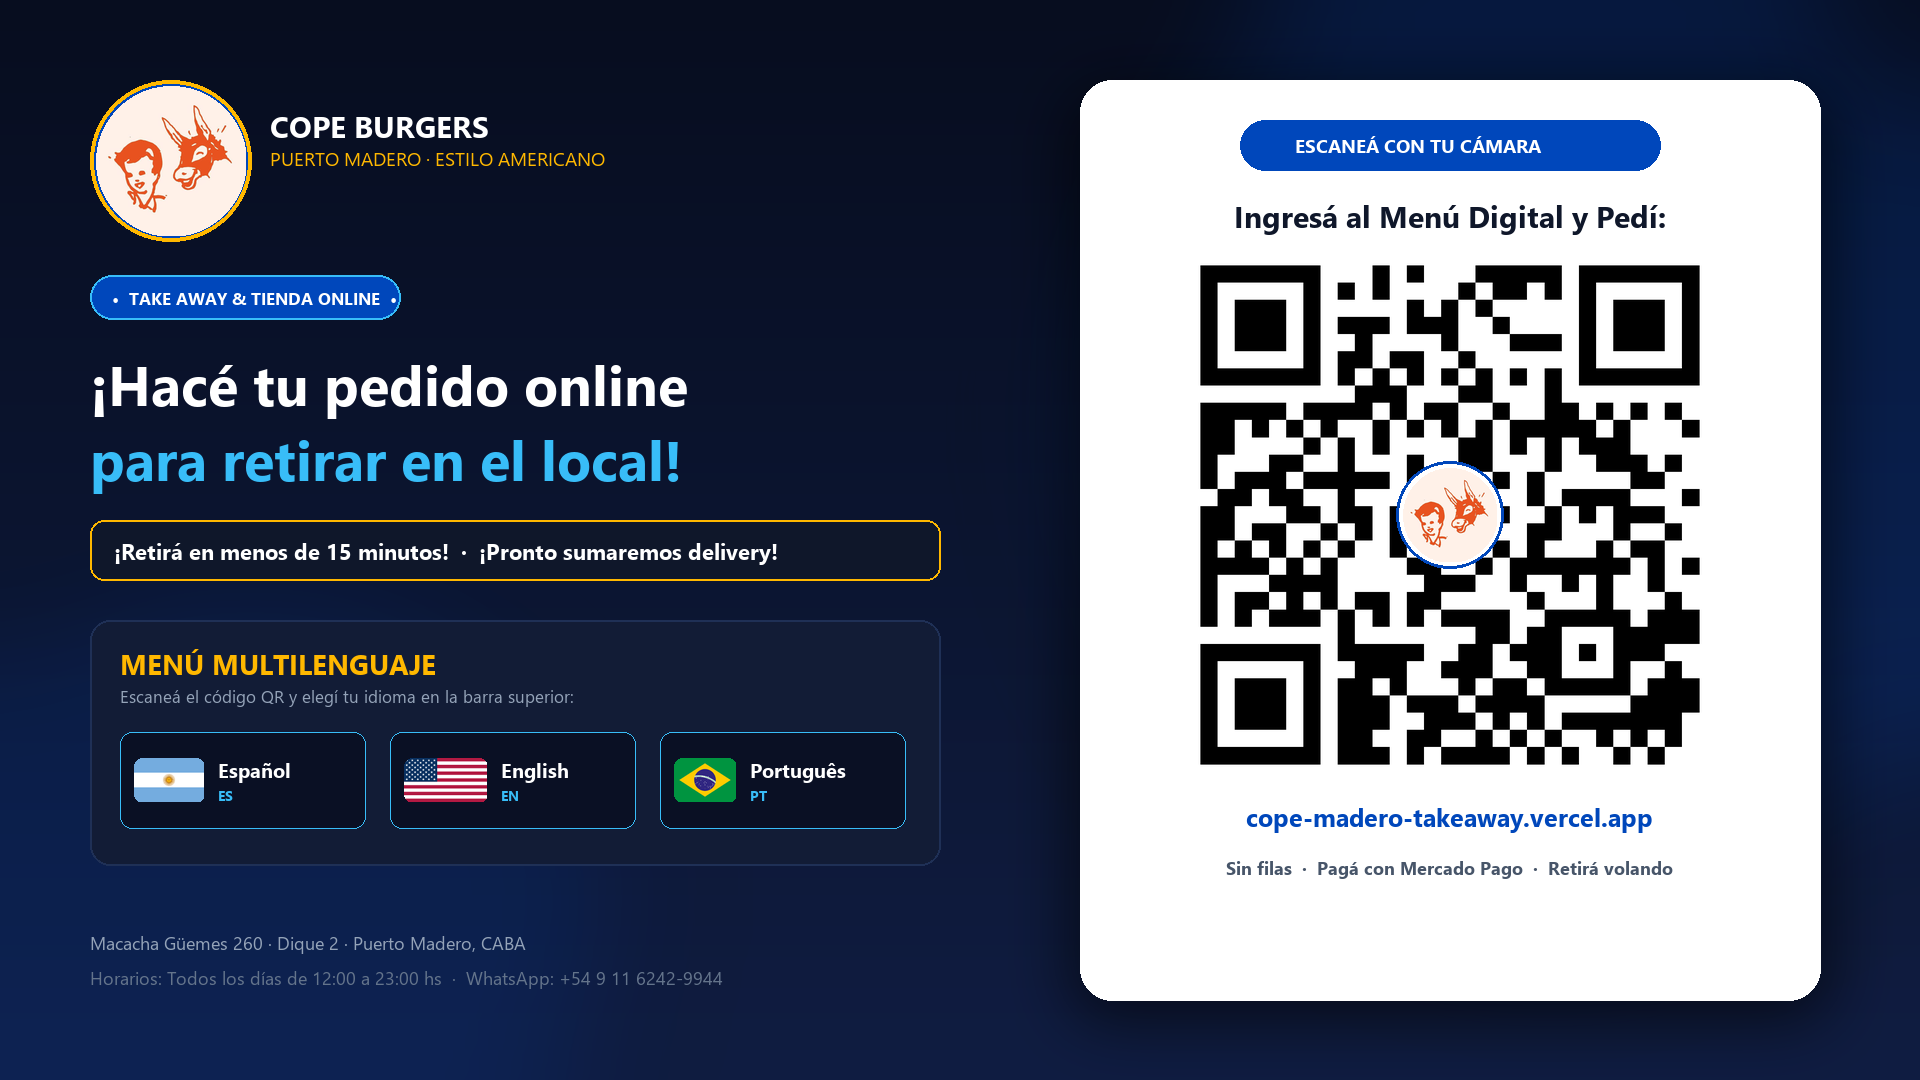 COPE BURGERS
PUERTO MADERO · ESTILO AMERICANO
• TAKE AWAY & TIENDA ONLINE •
¡Hacé tu pedido online
para retirar en el local!
¡Retirá en menos de 15 minutos! · ¡Pronto sumaremos delivery!
MENÚ MULTILENGUAJE
Escaneá el código QR y elegí tu idioma en la barra superior:
Español
ES
English
EN
Português
PT
Macacha Güemes 260 · Dique 2 · Puerto Madero, CABA
Horarios: Todos los días de 12:00 a 23:00 hs · WhatsApp: +54 9 11 6242-9944
ESCANEÁ CON TU CÁMARA
Ingresá al Menú Digital y Pedí:
cope-madero-takeaway.vercel.app
Sin filas · Pagá con Mercado Pago · Retirá volando